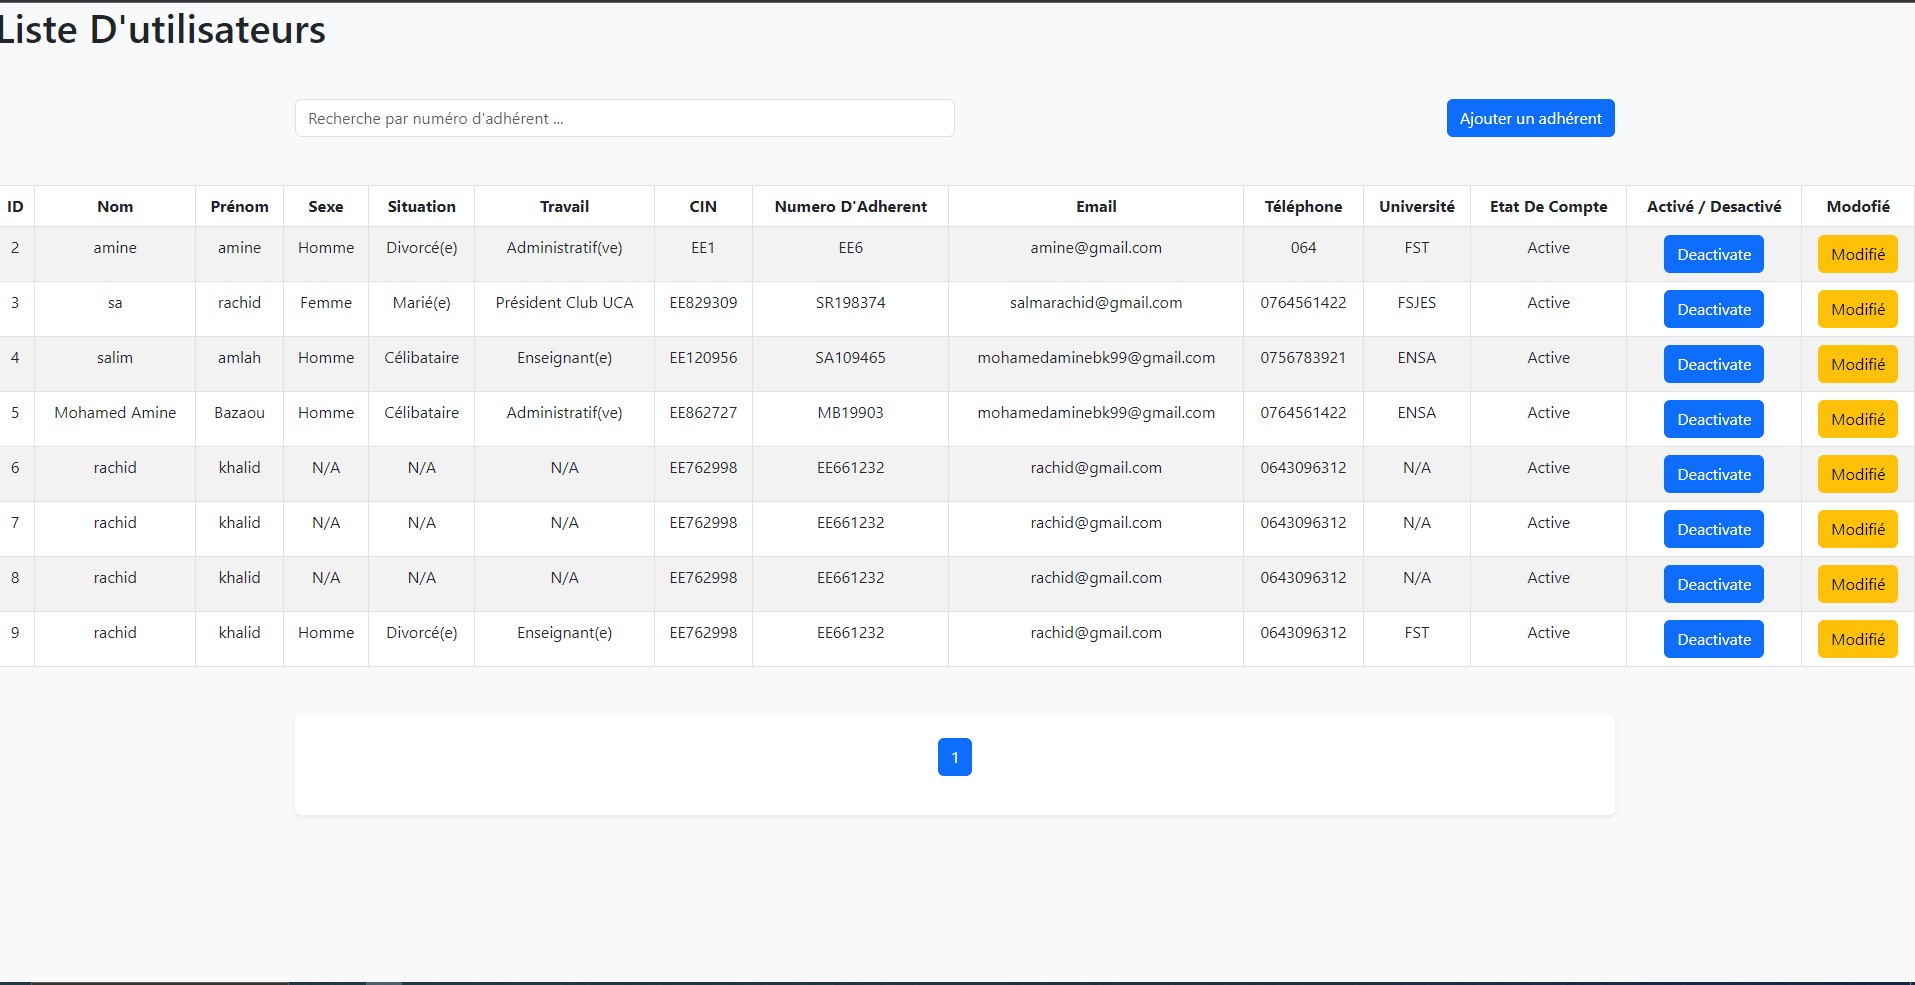 Liste D'utilisateurs
Recherche par numéro d'adhérent ... Ajouter un adhérent
ID Nom Prénom Sexe Situation Travail CIN Numero D'Adherent Email Téléphone Université Etat De Compte Activé / Desactivé Modofié
2 amine amine Homme Divorcé(e) Administratif(ve) EE1 EE6 amine@gmail.com 064 FST Active Deactivate Modifié
3 sa rachid Femme Marié(e) Président Club UCA EE829309 SR198374 salmarachid@gmail.com 0764561422 FSJES Active Deactivate Modifié
4 salim amlah Homme Célibataire Enseignant(e) EE120956 SA109465 mohamedaminebk99@gmail.com 0756783921 ENSA Active Deactivate Modifié
5 Mohamed Amine Bazaou Homme Célibataire Administratif(ve) EE862727 MB19903 mohamedaminebk99@gmail.com 0764561422 ENSA Active Deactivate Modifié
6 rachid khalid N/A N/A N/A EE762998 EE661232 rachid@gmail.com 0643096312 N/A Active Deactivate Modifié
7 rachid khalid N/A N/A N/A EE762998 EE661232 rachid@gmail.com 0643096312 N/A Active Deactivate Modifié
8 rachid khalid N/A N/A N/A EE762998 EE661232 rachid@gmail.com 0643096312 N/A Active Deactivate Modifié
9 rachid khalid Homme Divorcé(e) Enseignant(e) EE762998 EE661232 rachid@gmail.com 0643096312 FST Active Deactivate Modifié
1